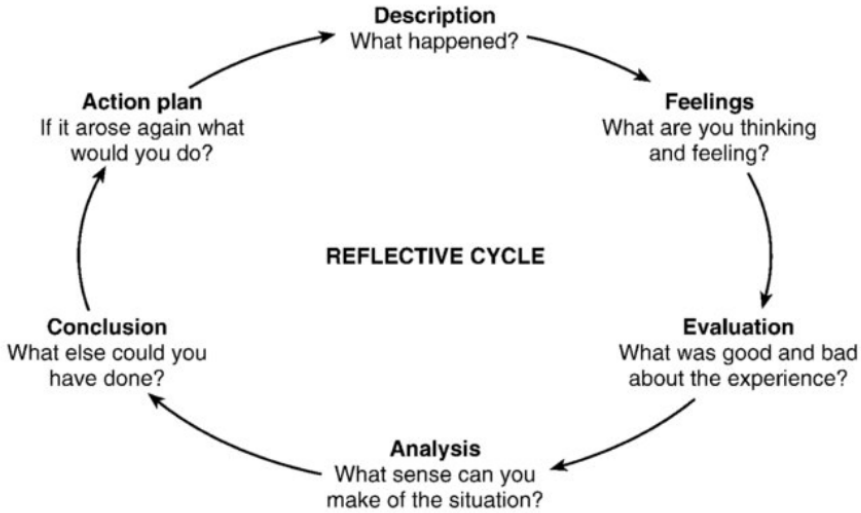 Description
What happened?
Feelings
What are you thinking
and feeling?
Evaluation
What was good and bad
about the experience?
Analysis
What sense can you
make of the situation?
Conclusion
What else could you
have done?
Action plan
If it arose again what
would you do?
REFLECTIVE CYCLE